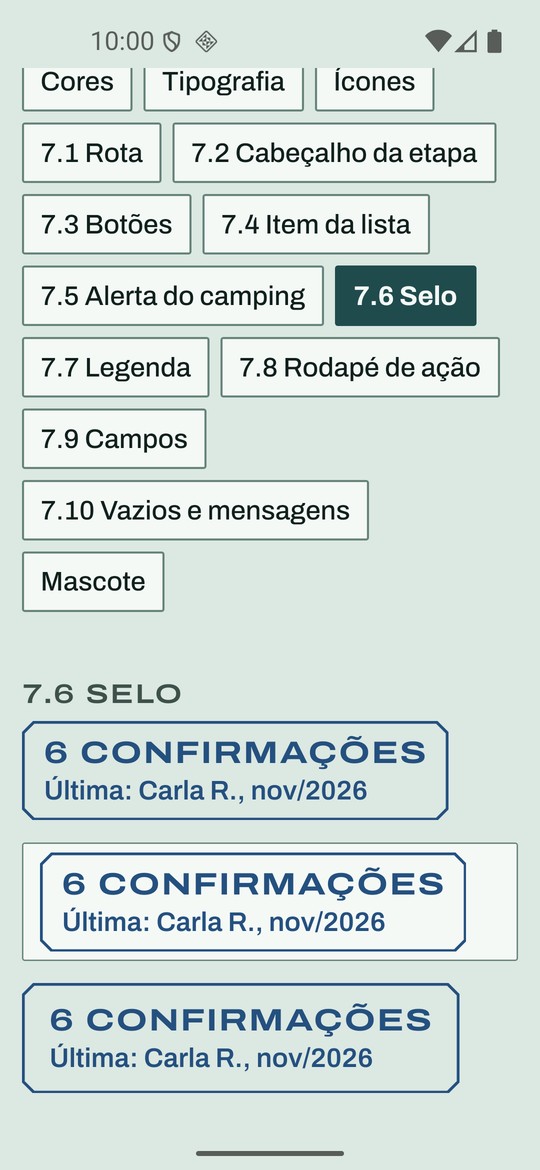 10:00
Cores Tipografia Ícones
7.1 Rota 7.2 Cabeçalho da etapa
7.3 Botões 7.4 Item da lista
7.5 Alerta do camping 7.6 Selo
7.7 Legenda 7.8 Rodapé de ação
7.9 Campos
7.10 Vazios e mensagens
Mascote
7.6 SELO
6 CONFIRMAÇÕES
Última: Carla R., nov/2026
6 CONFIRMAÇÕES
Última: Carla R., nov/2026
6 CONFIRMAÇÕES
Última: Carla R., nov/2026